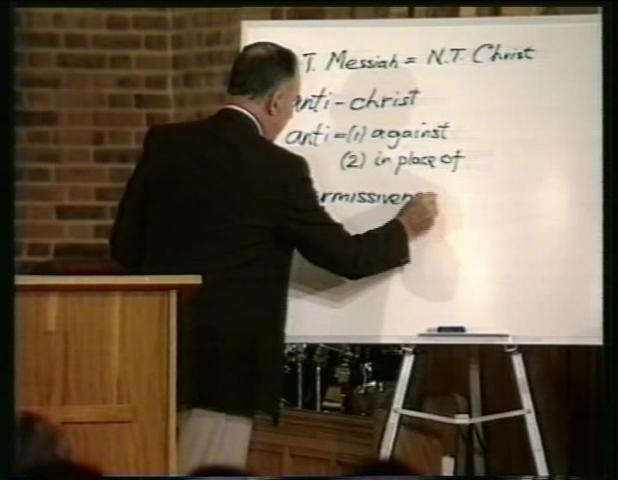 T. Messiah = N.T. Christ
anti-christ
anti = (1) against
(2) in place of
rmissiven